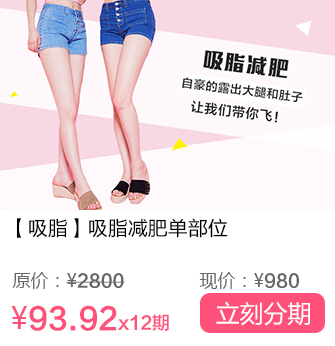 吸脂减肥
自豪的露出大腿和肚子
让我们带你飞！
【吸脂】吸脂减肥单部位
原价：¥2800 现价：¥980
¥93.92x12期 立刻分期